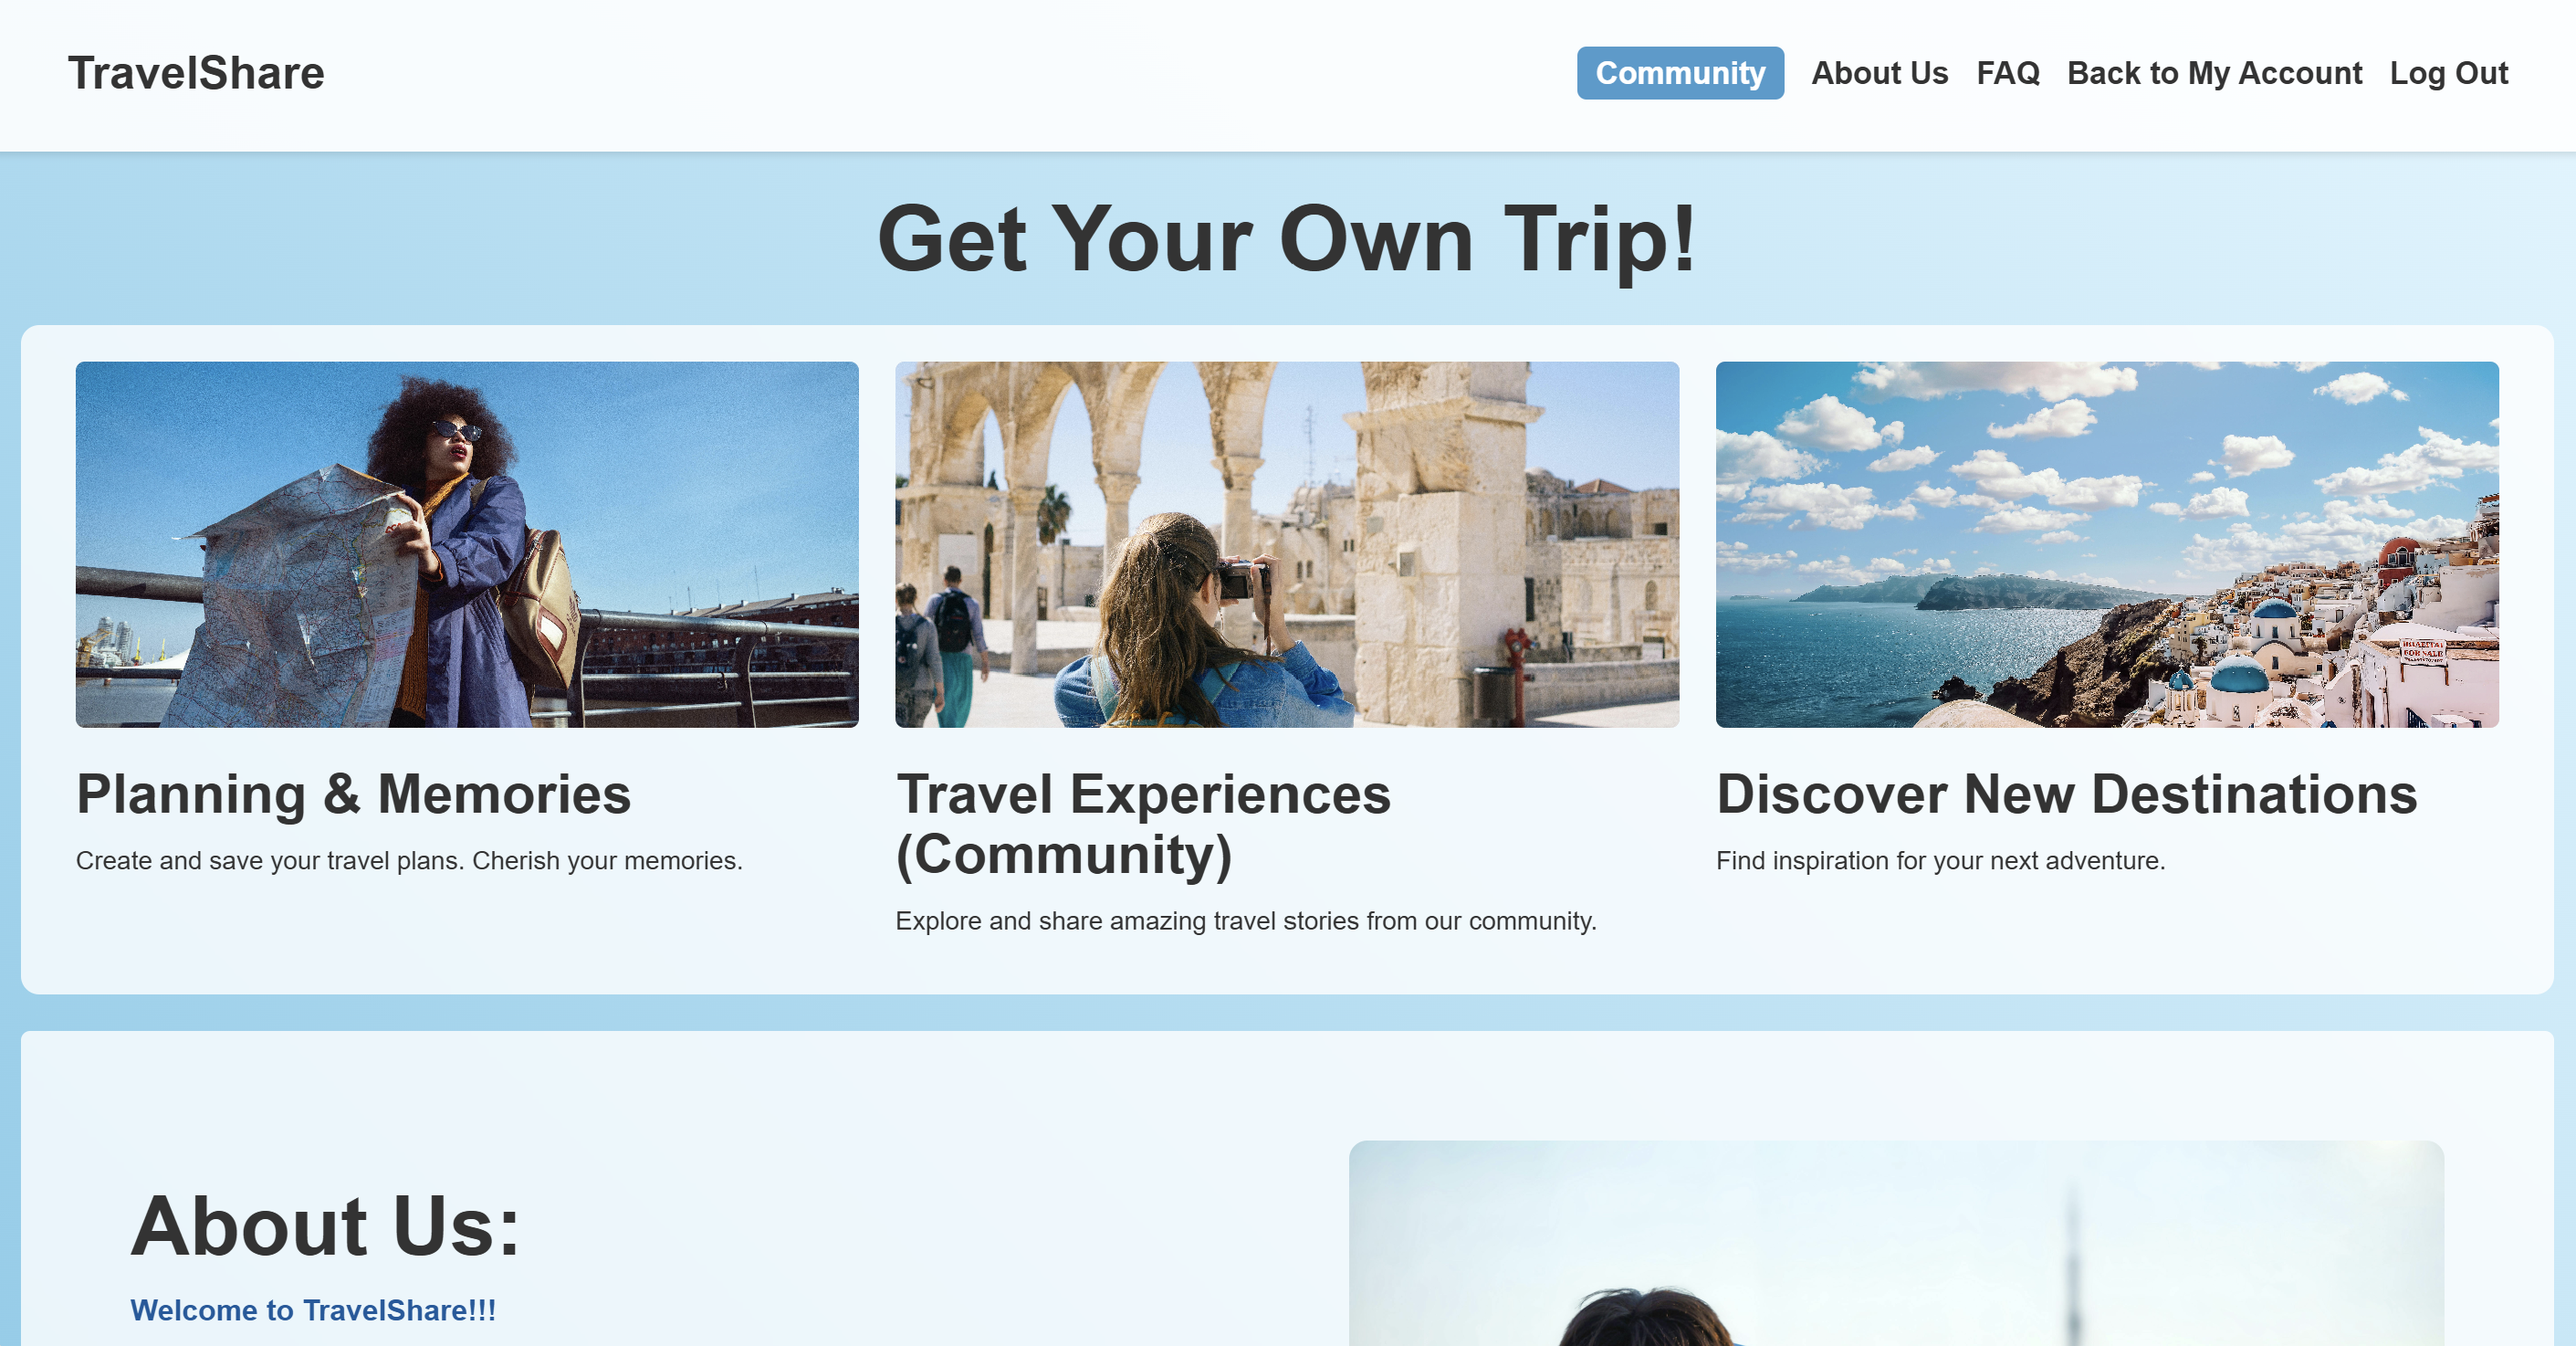 TravelShare
Community About Us FAQ Back to My Account Log Out
Get Your Own Trip!
Planning & Memories
Create and save your travel plans. Cherish your memories.
Travel Experiences
(Community)
Explore and share amazing travel stories from our community.
Discover New Destinations
Find inspiration for your next adventure.
FOR SALE
About Us:
Welcome to TravelShare!!!